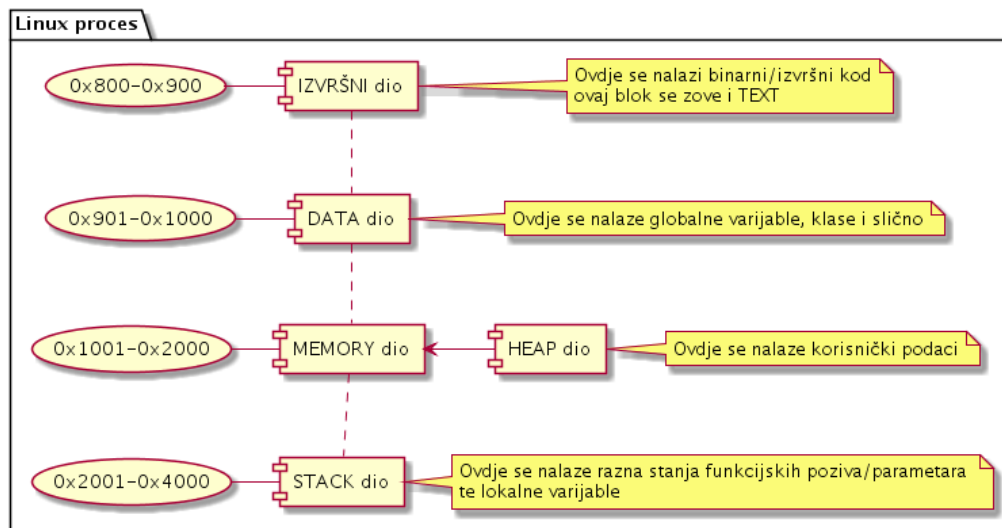 Linux proces
0x800-0x900
IZVRŠNI dio
Ovdje se nalazi binarni/izvršni kod
ovaj blok se zove i TEXT
0x901-0x1000
DATA dio
Ovdje se nalaze globalne varijable, klase i slično
0x1001-0x2000
MEMORY dio
HEAP dio
Ovdje se nalaze korisnički podaci
0x2001-0x4000
STACK dio
Ovdje se nalaze razna stanja funkcijskih poziva/parametara
te lokalne varijable